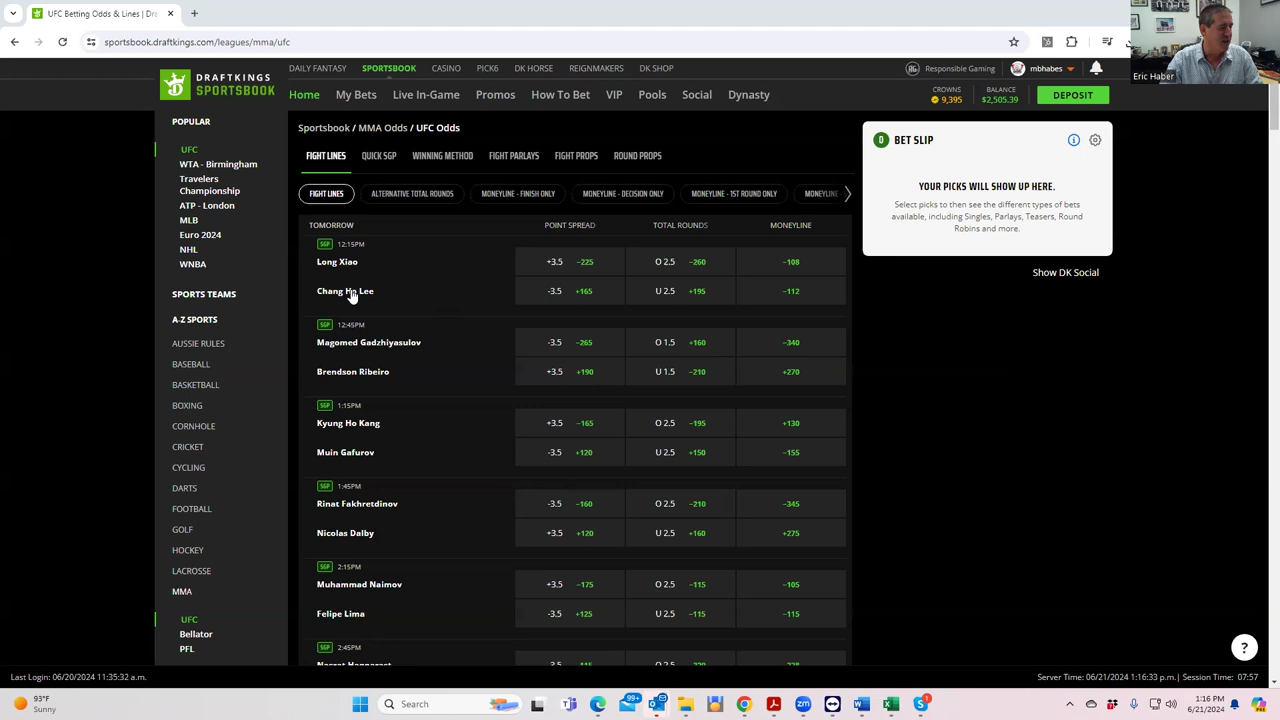 UFC Betting Odds & Lines | Dra
sportsbook.draftkings.com/leagues/mma/ufc
Eric Haber
DRAFTKINGS
SPORTSBOOK
DAILY FANTASY SPORTSBOOK CASINO PICK6 DK HORSE REIGNMAKERS DK SHOP
RG Responsible Gaming mbhabes
Home My Bets Live In-Game Promos How To Bet VIP Pools Social Dynasty
CROWNS BALANCE
9,395 $2,505.39
DEPOSIT
POPULAR
UFC
WTA - Birmingham
Travelers
Championship
ATP - London
MLB
Euro 2024
NHL
WNBA
SPORTS TEAMS
A-Z SPORTS
AUSSIE RULES
BASEBALL
BASKETBALL
BOXING
CORNHOLE
CRICKET
CYCLING
DARTS
FOOTBALL
GOLF
HOCKEY
LACROSSE
MMA
UFC
Bellator
PFL
Sportsbook / MMA Odds / UFC Odds
FIGHT LINES QUICK SGP WINNING METHOD FIGHT PARLAYS FIGHT PROPS ROUND PROPS
FIGHT LINES ALTERNATIVE TOTAL ROUNDS MONEYLINE - FINISH ONLY MONEYLINE - DECISION ONLY MONEYLINE - 1ST ROUND ONLY MONEYLINE -
TOMORROW POINT SPREAD TOTAL ROUNDS MONEYLINE
SGP 12:15PM
Long Xiao +3.5 −225 O 2.5 −260 −108
Chang Ho Lee -3.5 +165 U 2.5 +195 −112
SGP 12:45PM
Magomed Gadzhiyasulov -3.5 −265 O 1.5 +160 −340
Brendson Ribeiro +3.5 +190 U 1.5 −210 +270
SGP 1:15PM
Kyung Ho Kang +3.5 −165 O 2.5 −195 +130
Muin Gafurov -3.5 +120 U 2.5 +150 −155
SGP 1:45PM
Rinat Fakhretdinov -3.5 −160 O 2.5 −210 −345
Nicolas Dalby +3.5 +120 U 2.5 +160 +275
SGP 2:15PM
Muhammad Naimov +3.5 −175 O 2.5 −115 −105
Felipe Lima -3.5 +125 U 2.5 −115 −115
SGP 2:45PM
0 BET SLIP
YOUR PICKS WILL SHOW UP HERE.
Select picks to then see the different types of bets
available, including Singles, Parlays, Teasers, Round
Robins and more.
Show DK Social
?
Last Login: 06/20/2024 11:35:32 a.m.
Server Time: 06/21/2024 1:16:33 p.m.| Session Time: 07:57
93°F
Sunny
Search
99+
1
1:16 PM
6/21/2024